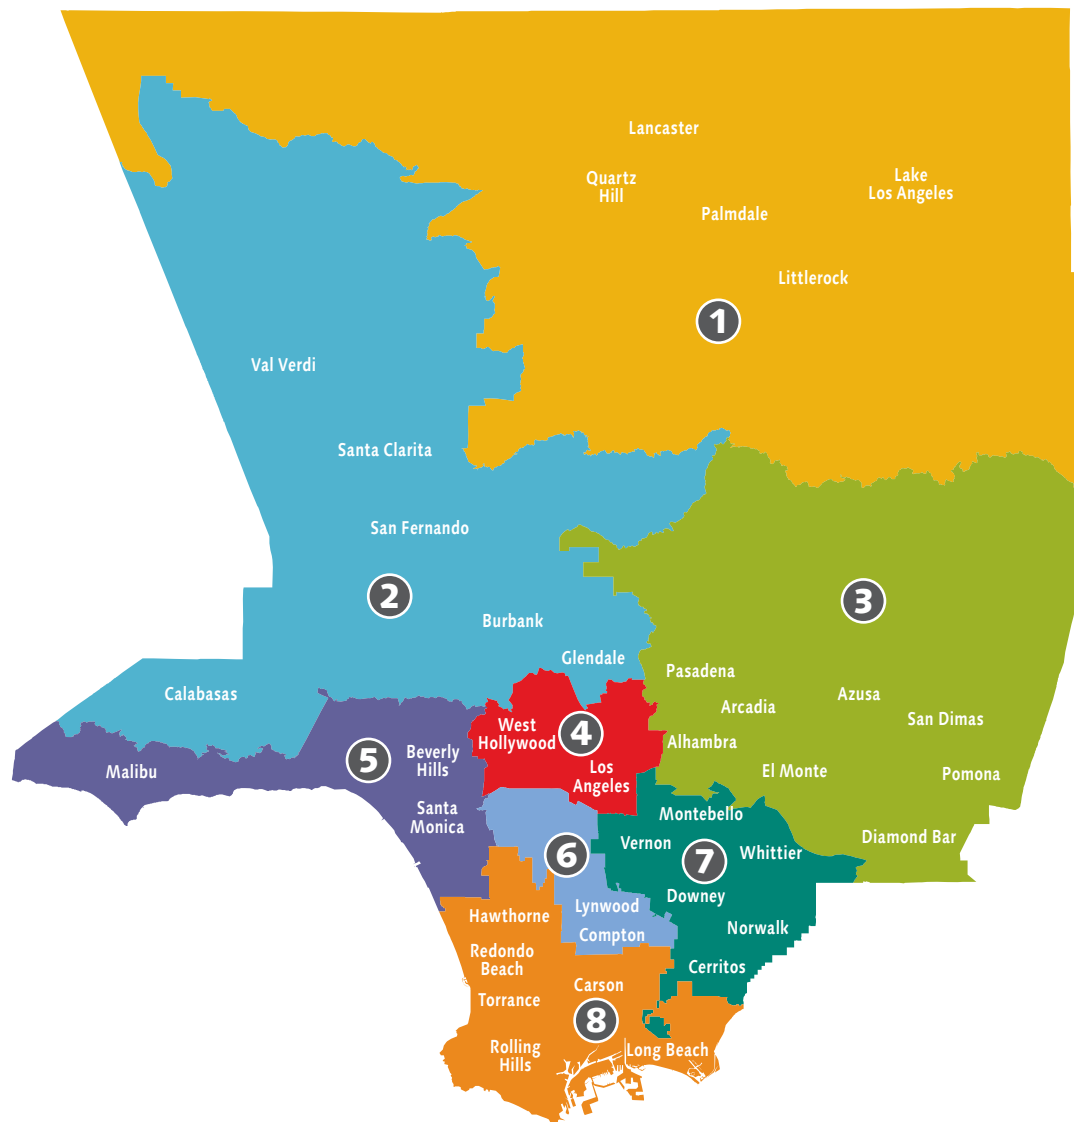 Lancaster
Quartz
Hill
Lake
Los Angeles
Palmdale
Littlerock
1
Val Verdi
Santa Clarita
San Fernando
2
Burbank
Glendale
Calabasas
3
Pasadena
Arcadia
Azusa
San Dimas
Alhambra
El Monte
Pomona
Diamond Bar
West
Hollywood
4
Los
Angeles
5
Beverly
Hills
Malibu
Santa
Monica
6
Lynwood
Compton
Montebello
Vernon
7
Whittier
Downey
Norwalk
Cerritos
Hawthorne
Redondo
Beach
Carson
Torrance
8
Rolling
Hills
Long Beach